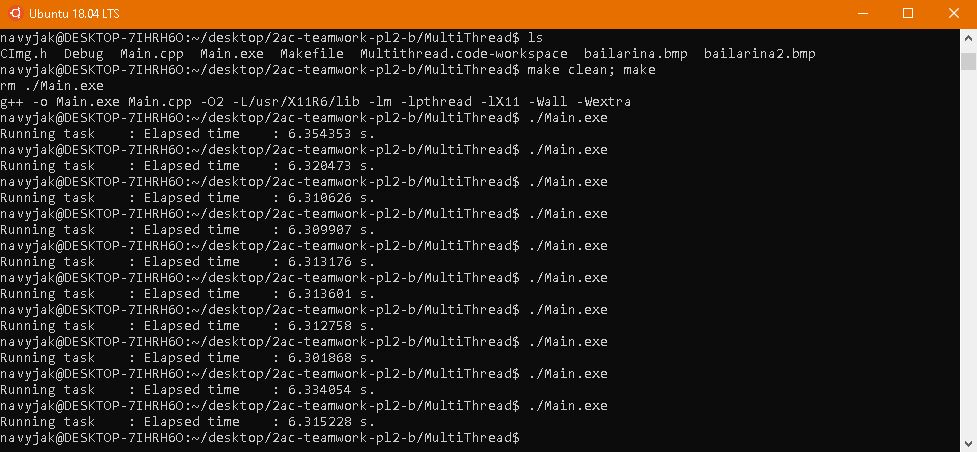 Ubuntu 18.04 LTS
navyjak@DESKTOP-7IHRH6O:~/desktop/2ac-teamwork-pl2-b/MultiThread$ ls
CImg.h  Debug  Main.cpp  Main.exe  Makefile  Multithread.code-workspace  bailarina.bmp  bailarina2.bmp
navyjak@DESKTOP-7IHRH6O:~/desktop/2ac-teamwork-pl2-b/MultiThread$ make clean; make
rm ./Main.exe
g++ -o Main.exe Main.cpp -O2 -L/usr/X11R6/lib -lm -lpthread -lX11 -Wall -Wextra
navyjak@DESKTOP-7IHRH6O:~/desktop/2ac-teamwork-pl2-b/MultiThread$ ./Main.exe
Running task    : Elapsed time    : 6.354353 s.
navyjak@DESKTOP-7IHRH6O:~/desktop/2ac-teamwork-pl2-b/MultiThread$ ./Main.exe
Running task    : Elapsed time    : 6.320473 s.
navyjak@DESKTOP-7IHRH6O:~/desktop/2ac-teamwork-pl2-b/MultiThread$ ./Main.exe
Running task    : Elapsed time    : 6.310626 s.
navyjak@DESKTOP-7IHRH6O:~/desktop/2ac-teamwork-pl2-b/MultiThread$ ./Main.exe
Running task    : Elapsed time    : 6.309907 s.
navyjak@DESKTOP-7IHRH6O:~/desktop/2ac-teamwork-pl2-b/MultiThread$ ./Main.exe
Running task    : Elapsed time    : 6.313176 s.
navyjak@DESKTOP-7IHRH6O:~/desktop/2ac-teamwork-pl2-b/MultiThread$ ./Main.exe
Running task    : Elapsed time    : 6.313601 s.
navyjak@DESKTOP-7IHRH6O:~/desktop/2ac-teamwork-pl2-b/MultiThread$ ./Main.exe
Running task    : Elapsed time    : 6.312758 s.
navyjak@DESKTOP-7IHRH6O:~/desktop/2ac-teamwork-pl2-b/MultiThread$ ./Main.exe
Running task    : Elapsed time    : 6.301868 s.
navyjak@DESKTOP-7IHRH6O:~/desktop/2ac-teamwork-pl2-b/MultiThread$ ./Main.exe
Running task    : Elapsed time    : 6.334054 s.
navyjak@DESKTOP-7IHRH6O:~/desktop/2ac-teamwork-pl2-b/MultiThread$ ./Main.exe
Running task    : Elapsed time    : 6.315228 s.
navyjak@DESKTOP-7IHRH6O:~/desktop/2ac-teamwork-pl2-b/MultiThread$